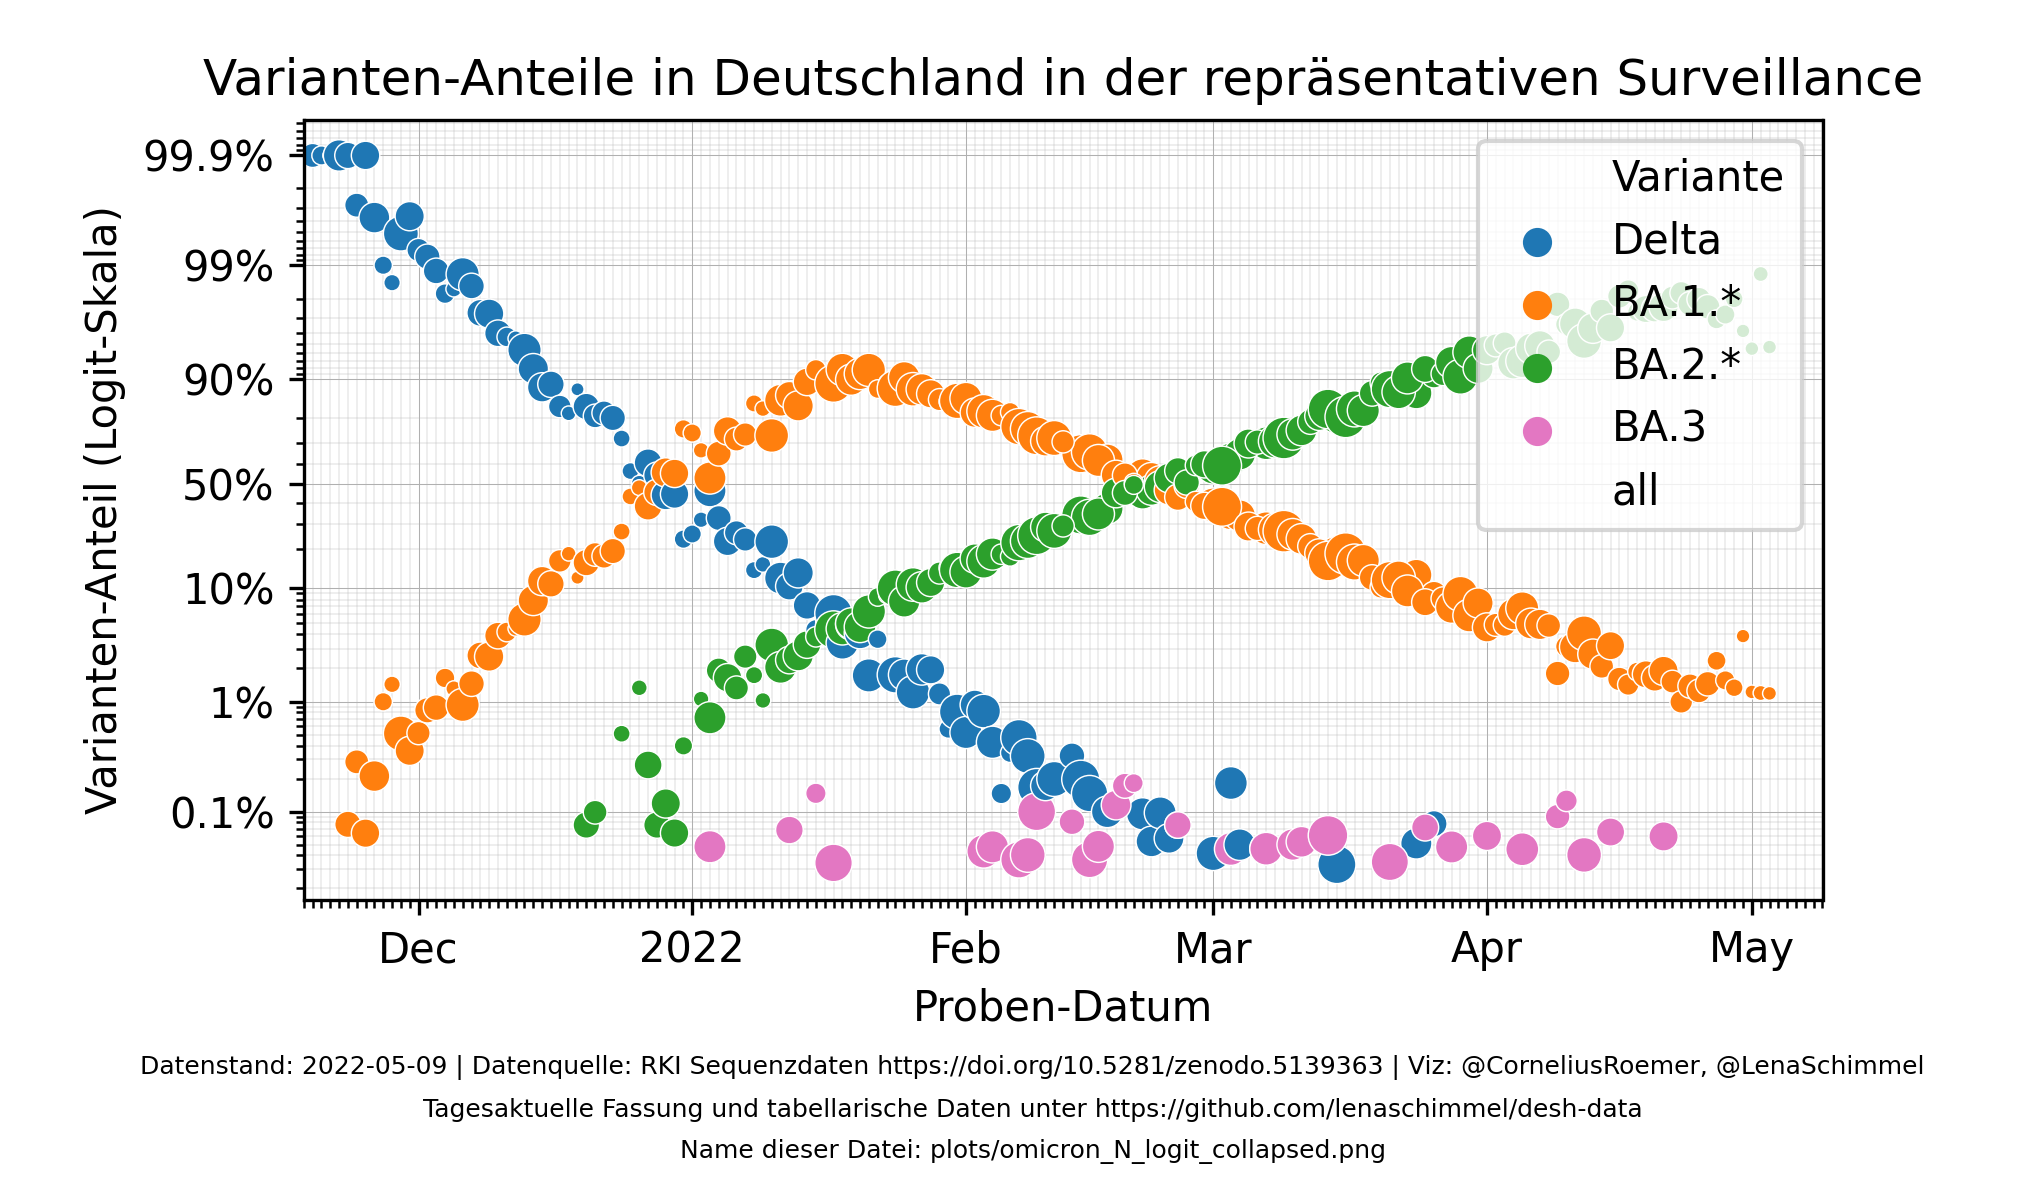 Varianten-Anteile in Deutschland in der repräsentativen Surveillance
Varianten-Anteil (Logit-Skala)
99.9%
99%
90%
50%
10%
1%
0.1%
Variante
Delta
BA.1.*
BA.2.*
BA.3
all
Dec 2022 Feb Mar Apr May
Proben-Datum
Datenstand: 2022-05-09 | Datenquelle: RKI Sequenzdaten https://doi.org/10.5281/zenodo.5139363 | Viz: @CorneliusRoemer, @LenaSchimmel
Tagesaktuelle Fassung und tabellarische Daten unter https://github.com/lenaschimmel/desh-data
Name dieser Datei: plots/omicron_N_logit_collapsed.png